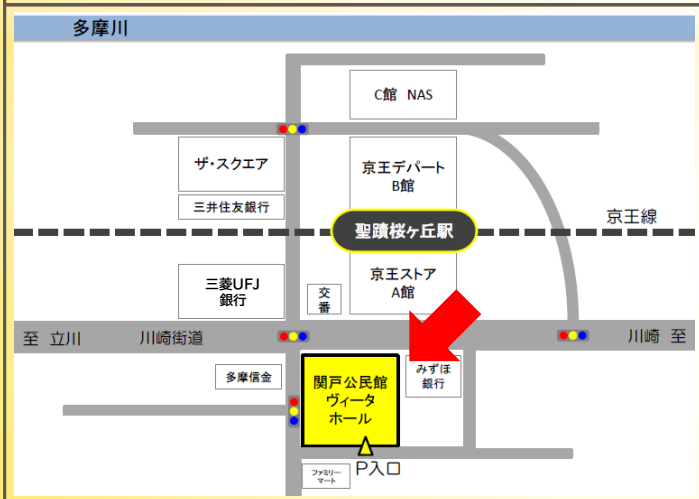 多摩川
C館 NAS
ザ・スクエア
京王デパート
B館
三井住友銀行
京王線
聖蹟桜ヶ丘駅
三菱UFJ
銀行
交
番
京王ストア
A館
至 立川
川崎街道
川崎 至
多摩信金
関戸公民館
ヴィータ
ホール
みずほ
銀行
P入口
ファミリー
マート